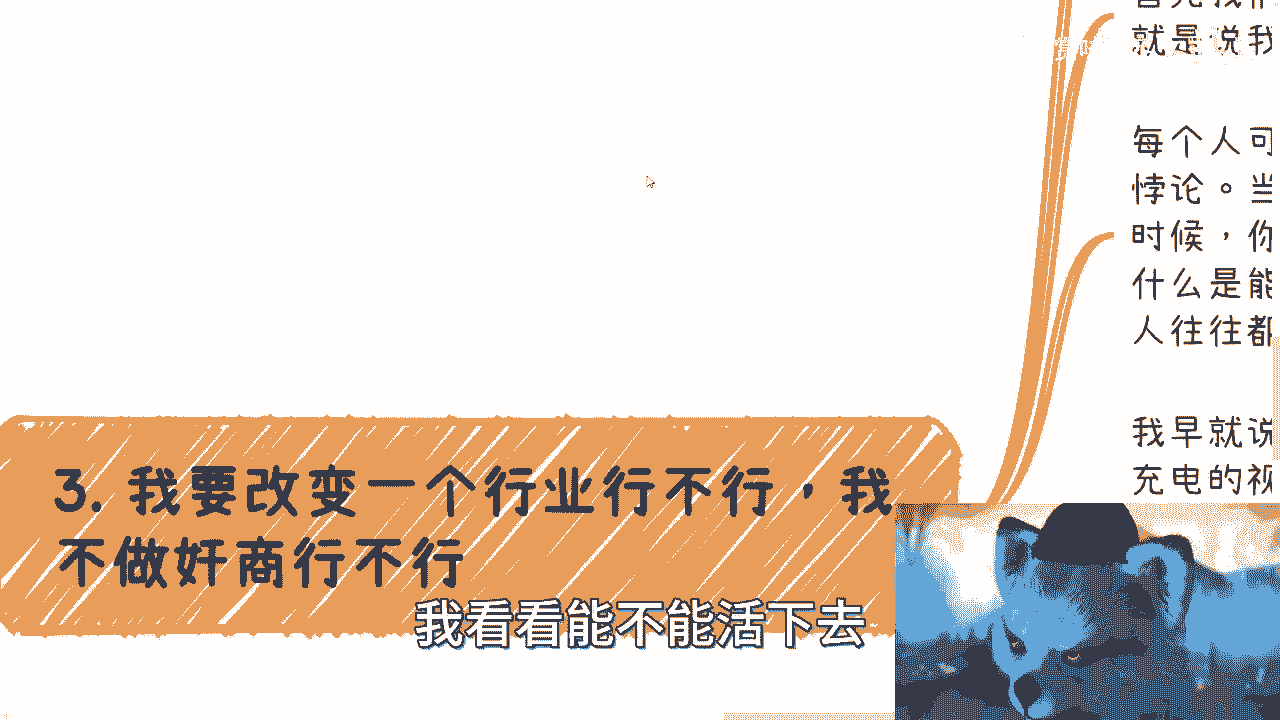 就是说我
每个人可
悖论。当
时候，你
什么是能
人往往都
我早就说
充电的视
3. 我要改变一个行业行不行，我
不做奸商行不行
我看看能不能活下去